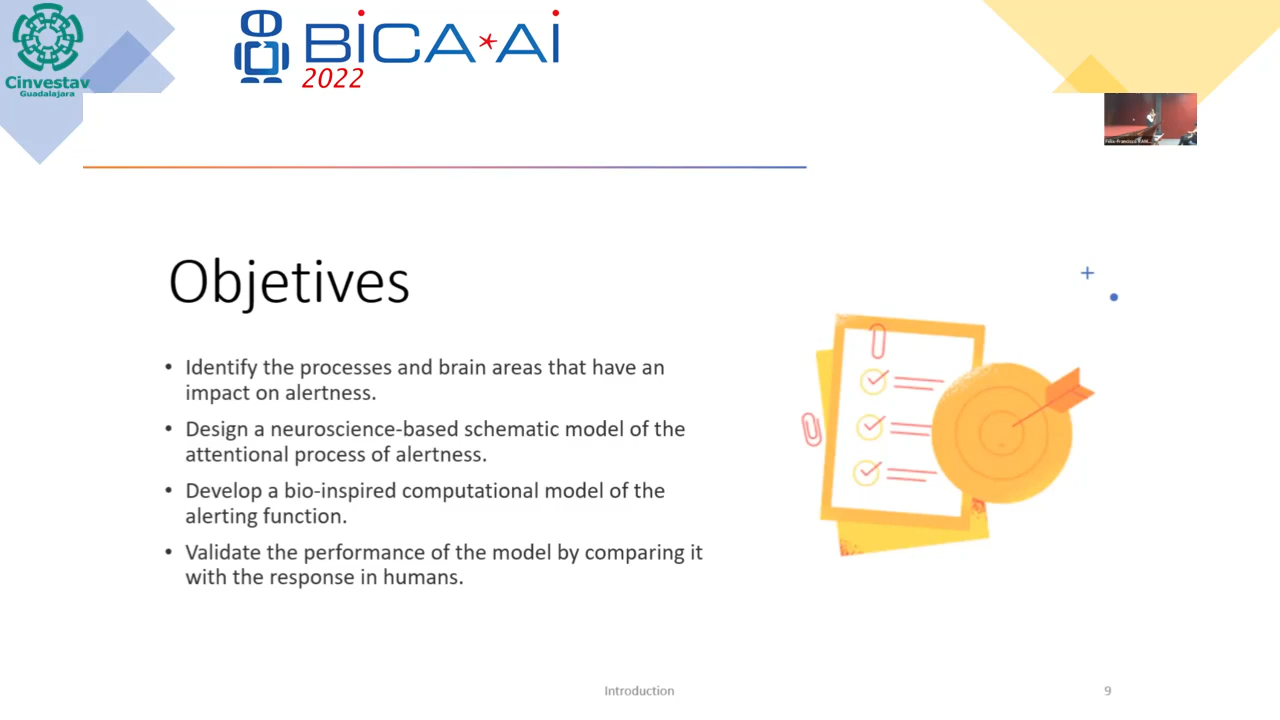 Cinvestav
Guadalajara
BiCA*Ai
2022
Objetives
• Identify the processes and brain areas that have an
impact on alertness.
• Design a neuroscience-based schematic model of the
attentional process of alertness.
• Develop a bio-inspired computational model of the
alerting function.
• Validate the performance of the model by comparing it
with the response in humans.
Introduction
9